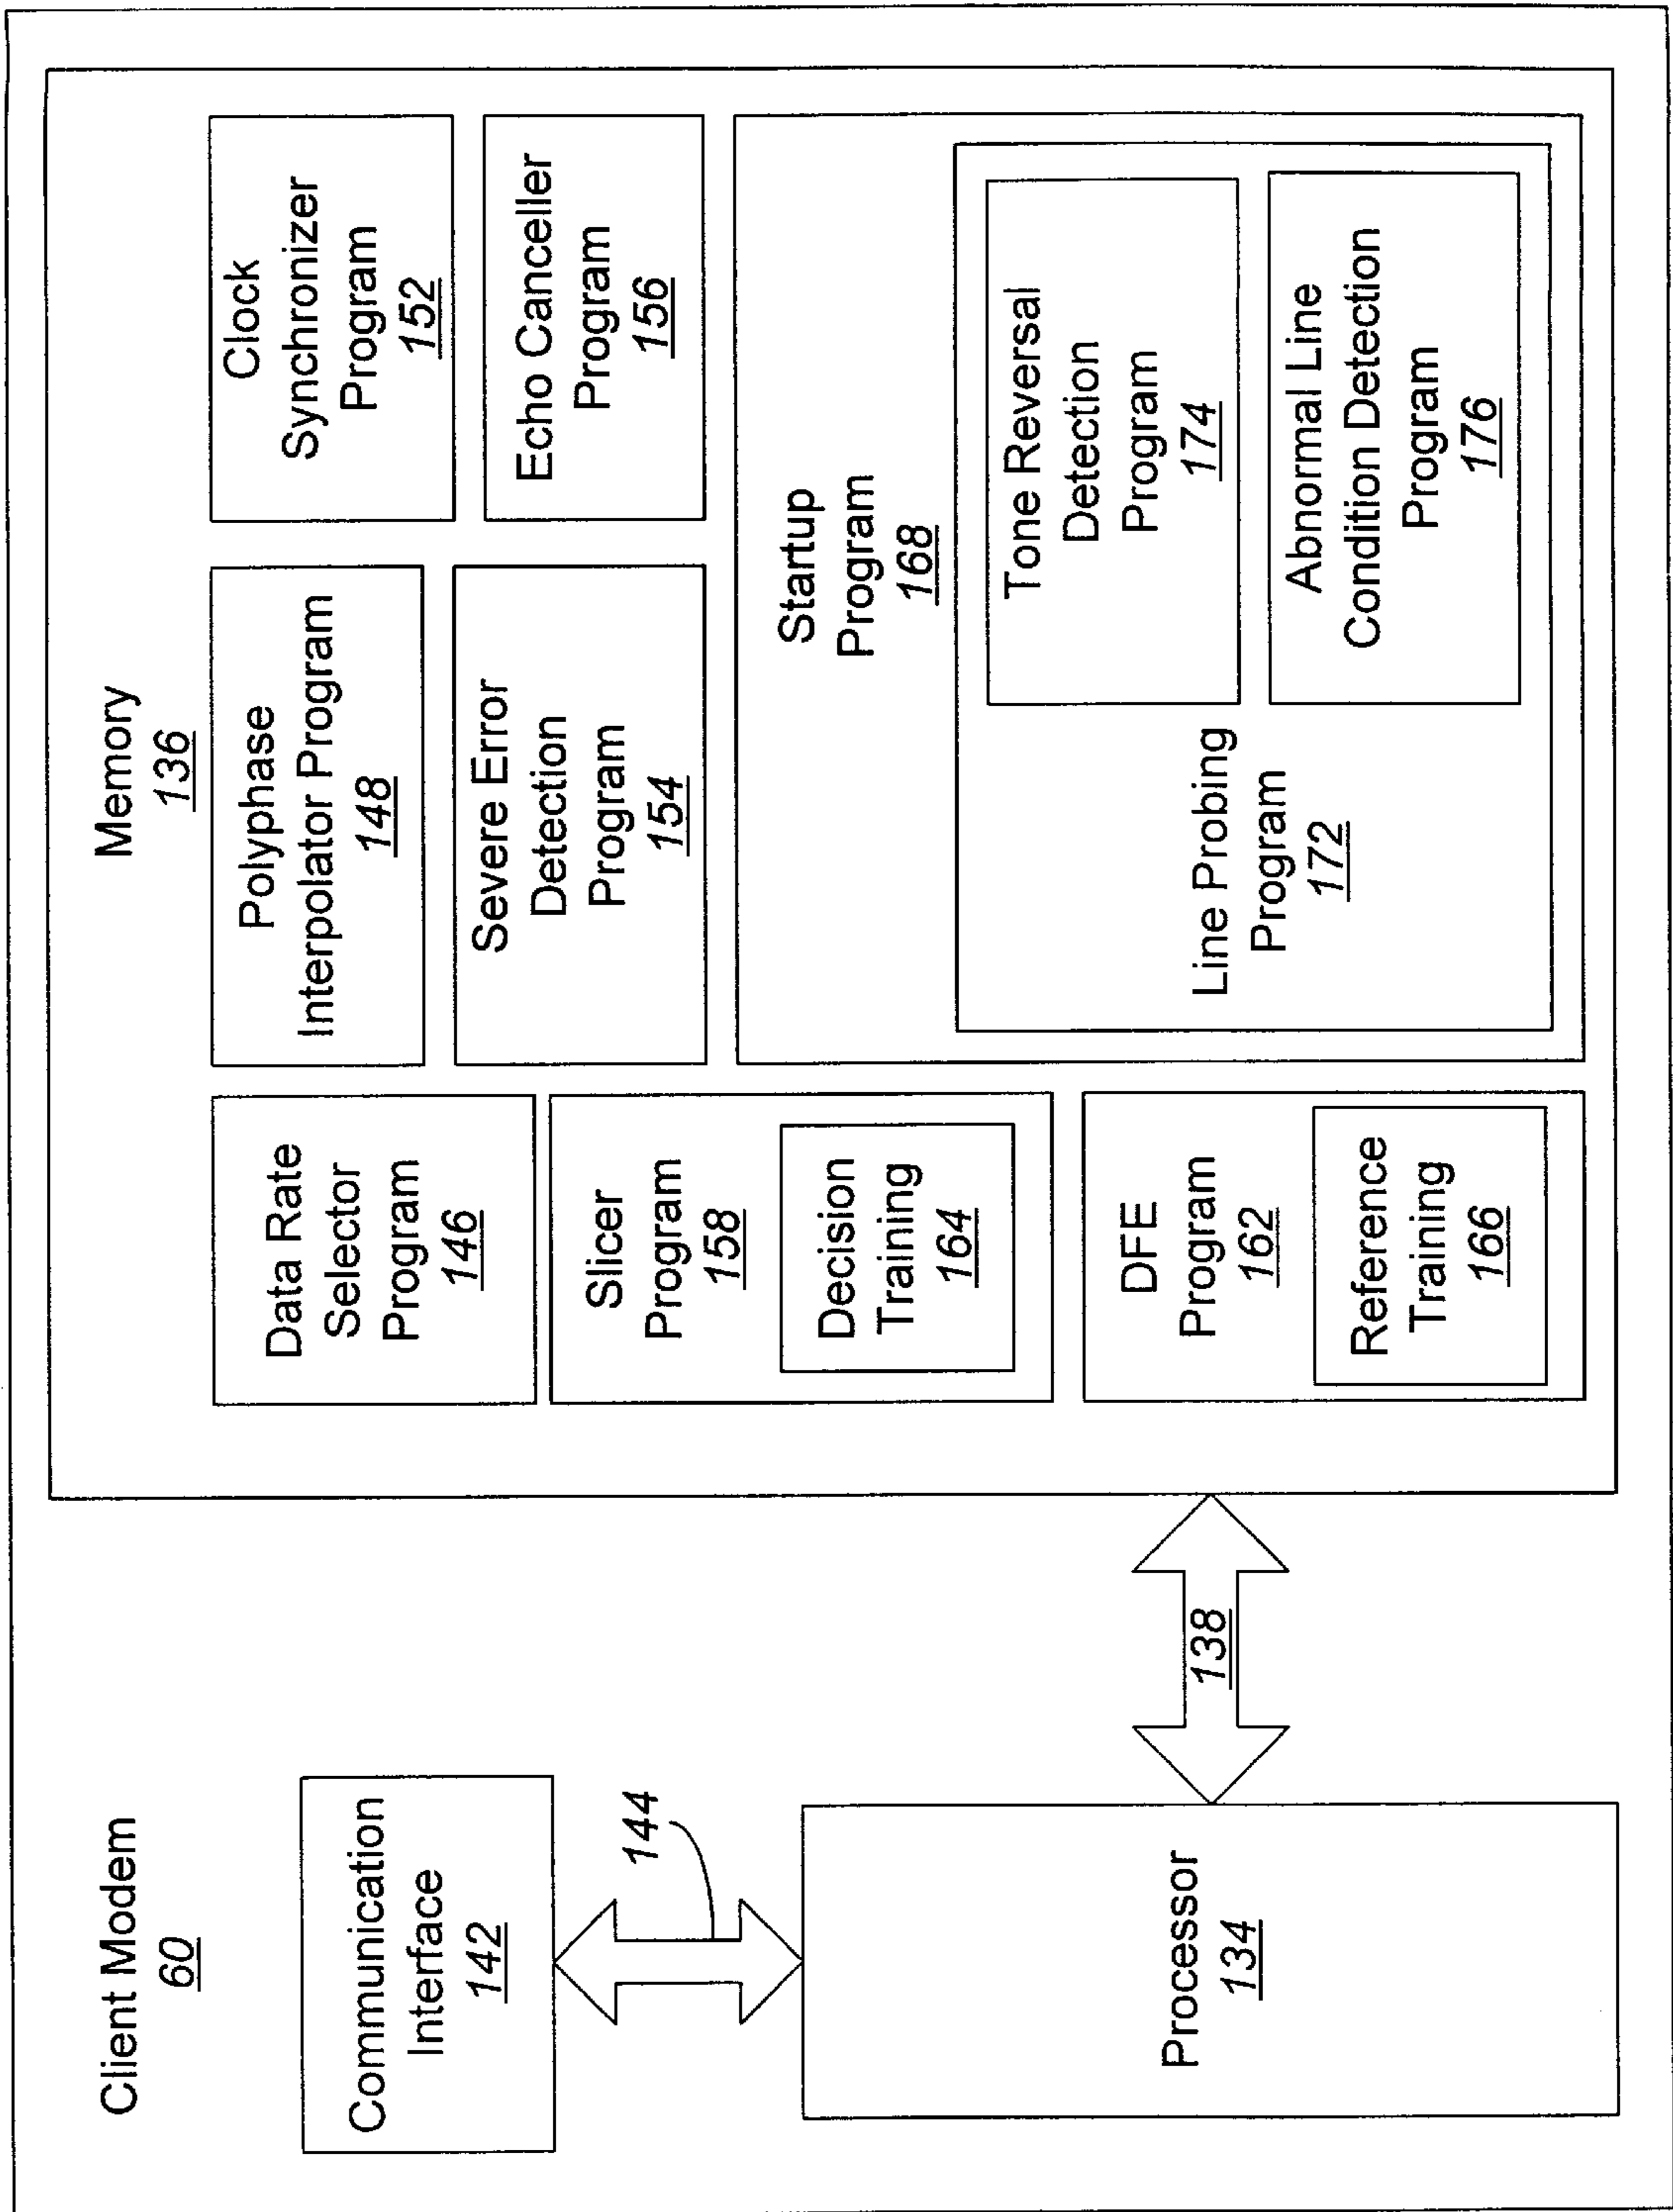 Client Modem
60
Communication
Interface
142
144
Processor
134
138
Memory
136
Data Rate
Selector
Program
146
Polyphase
Interpolator Program
148
Clock
Synchronizer
Program
152
Severe Error
Detection
Program
154
Echo Canceller
Program
156
Slicer
Program
158
Decision
Training
164
DFE
Program
162
Reference
Training
166
Startup
Program
168
Line Probing
Program
172
Tone Reversal
Detection
Program
174
Abnormal Line
Condition Detection
Program
176